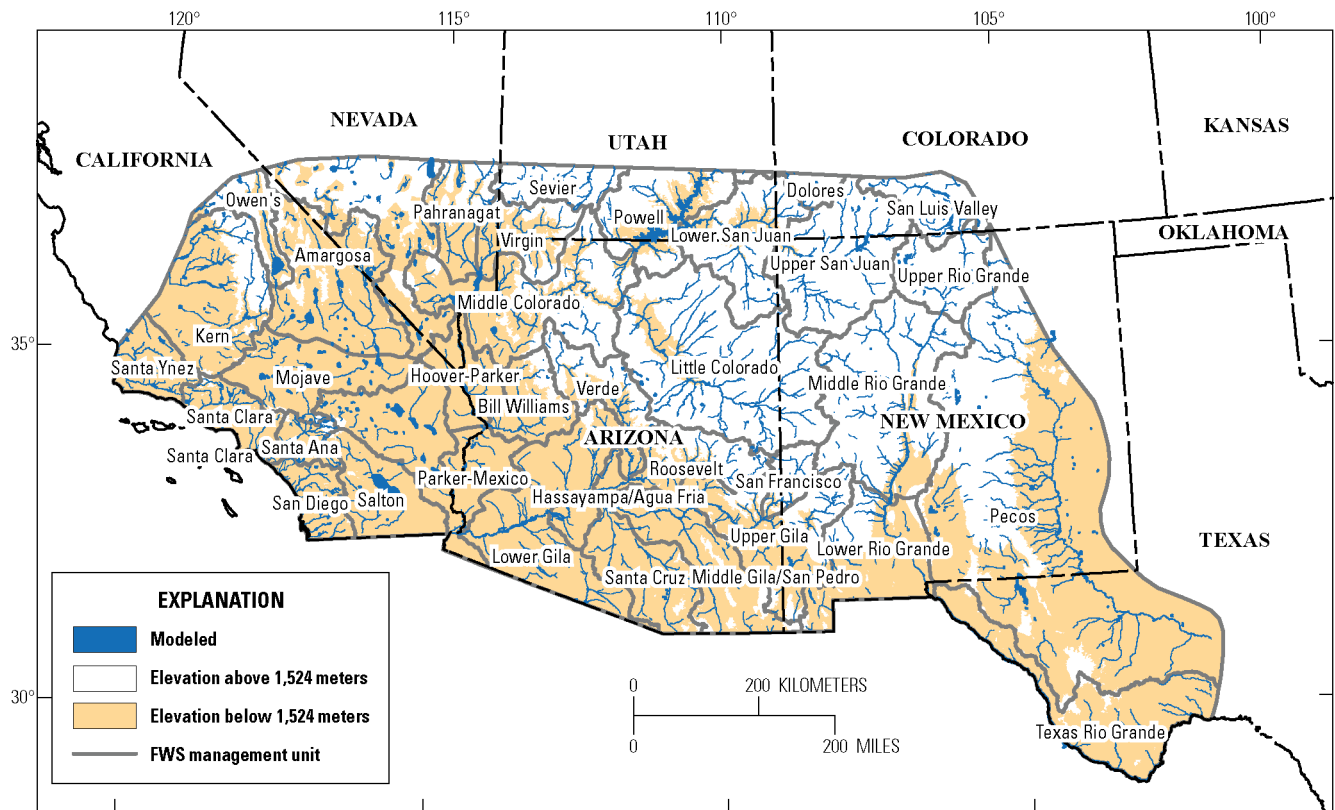 120°
115°
110°
105°
100°
NEVADA
UTAH
COLORADO
KANSAS
CALIFORNIA
Owen's
Sevier
Dolores
Pahranagat
Powell
San Luis Valley
Virgin
Lower San Juan
OKLAHOMA
Amargosa
Upper San Juan
Upper Rio Grande
Middle Colorado
35°
Kern
Santa Ynez
Mojave
Hoover-Parker
Little Colorado
Middle Rio Grande
Verde
Santa Clara
Bill Williams
NEW MEXICO
ARIZONA
Santa Ana
Santa Clara
Roosevelt
Parker-Mexico
San Francisco
San Diego
Salton
Hassayampa/Agua Fria
Pecos
Upper Gila
TEXAS
Lower Gila
Lower Rio Grande
Santa Cruz
Middle Gila/San Pedro
EXPLANATION
Modeled
Elevation above 1,524 meters
Elevation below 1,524 meters
FWS management unit
30°
0 200 KILOMETERS
0 200 MILES
Texas Rio Grande